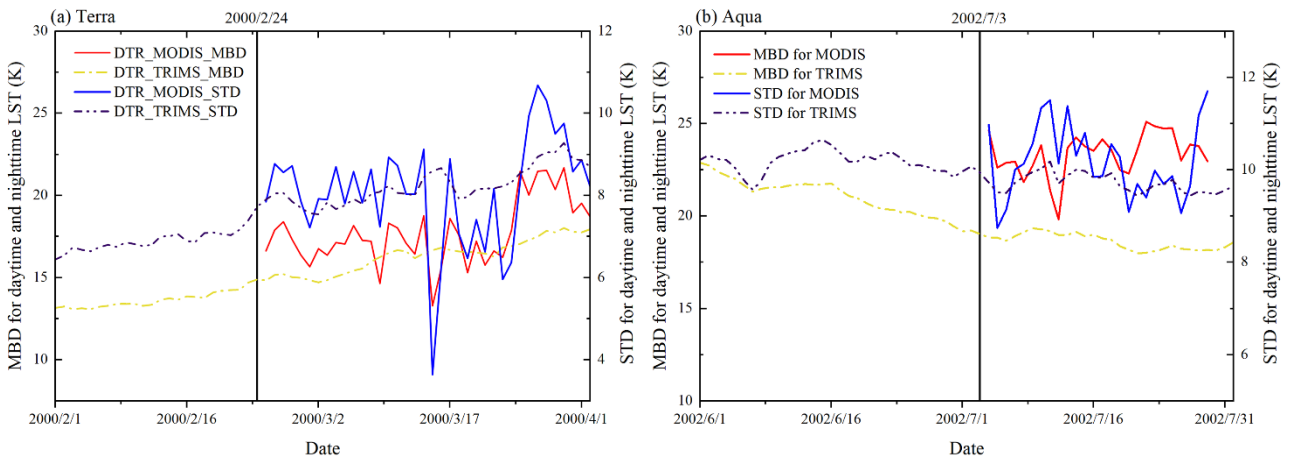 (a) Terra
2000/2/24
MBD for daytime and nighttime LST (K)
30
25
20
15
10
DTR_MODIS_MBD
DTR_TRIMS_MBD
DTR_MODIS_STD
DTR_TRIMS_STD
12
10
8
6
4
STD for daytime and nighttime LST (K)
2000/2/1
2000/2/16
2000/3/2
2000/3/17
2000/4/1
Date
(b) Aqua
2002/7/3
MBD for daytime and nighttime LST (K)
30
25
20
15
10
MBD for MODIS
MBD for TRIMS
STD for MODIS
STD for TRIMS
12
10
8
6
STD for daytime and nighttime LST (K)
2002/6/1
2002/6/16
2002/7/1
2002/7/16
2002/7/31
Date